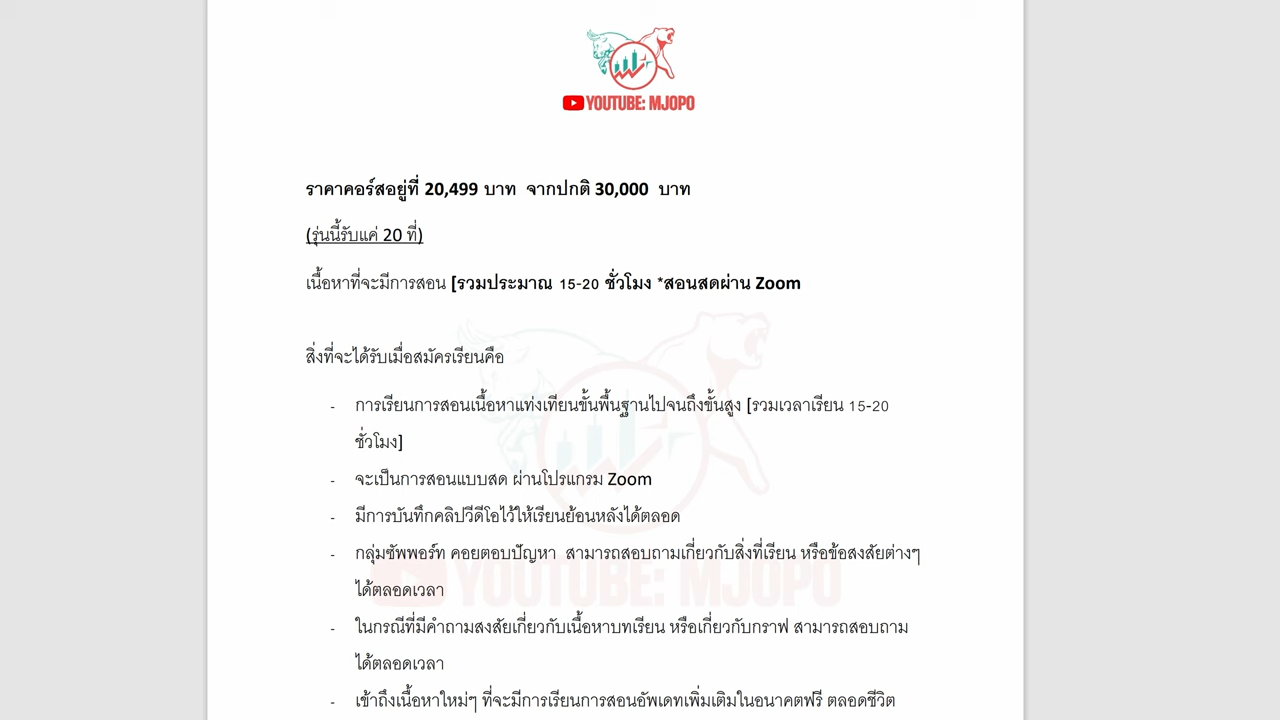 YOUTUBE: MJOPO
ราคาคอร์สอยู่ที่ 20,499 บาท จากปกติ 30,000 บาท
(รุ่นนี้รับแค่ 20 ที่)
เนื้อหาที่จะมีการสอน [รวมประมาณ 15-20 ชั่วโมง *สอนสดผ่าน Zoom
สิ่งที่จะได้รับเมื่อสมัครเรียนคือ
- การเรียนการสอนเนื้อหาแท่งเทียนขั้นพื้นฐานไปจนถึงขั้นสูง [รวมเวลาเรียน 15-20
ชั่วโมง]
- จะเป็นการสอนแบบสด ผ่านโปรแกรม Zoom
- มีการบันทึกคลิปวีดีโอไว้ให้เรียนย้อนหลังได้ตลอด
- กลุ่มซัพพอร์ท คอยตอบปัญหา สามารถสอบถามเกี่ยวกับสิ่งที่เรียน หรือข้อสงสัยต่างๆ
ได้ตลอดเวลา
YOUTUBE: MJOPO
- ในกรณีที่มีคำถามสงสัยเกี่ยวกับเนื้อหาบทเรียน หรือเกี่ยวกับกราฟ สามารถสอบถาม
ได้ตลอดเวลา
- เข้าถึงเนื้อหาใหม่ๆ ที่จะมีการเรียนการสอนอัพเดทเพิ่มเติมในอนาคตฟรี ตลอดชีวิต